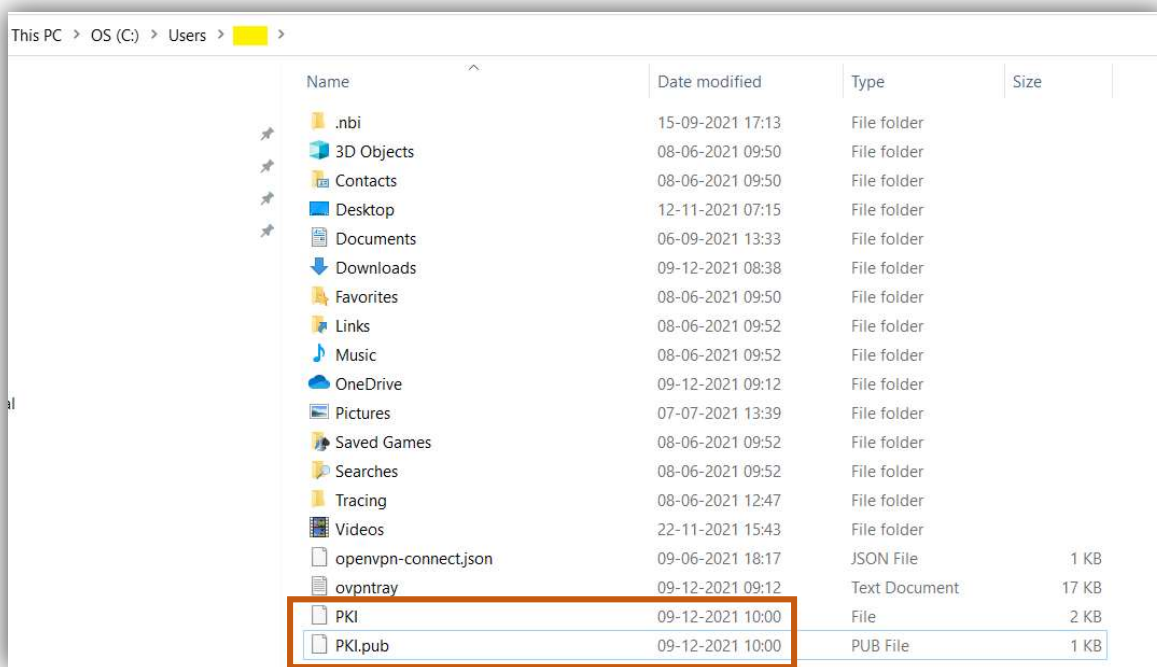 This PC > OS (C:) > Users > >
Name Date modified Type Size
.nbi 15-09-2021 17:13 File folder
3D Objects 08-06-2021 09:50 File folder
Contacts 08-06-2021 09:50 File folder
Desktop 12-11-2021 07:15 File folder
Documents 06-09-2021 13:33 File folder
Downloads 09-12-2021 08:38 File folder
Favorites 08-06-2021 09:50 File folder
Links 08-06-2021 09:52 File folder
Music 08-06-2021 09:52 File folder
OneDrive 09-12-2021 09:12 File folder
al
Pictures 07-07-2021 13:39 File folder
Saved Games 08-06-2021 09:52 File folder
Searches 08-06-2021 09:52 File folder
Tracing 08-06-2021 12:47 File folder
Videos 22-11-2021 15:43 File folder
openvpn-connect.json 09-06-2021 18:17 JSON File 1 KB
ovpntray 09-12-2021 09:12 Text Document 17 KB
PKI 09-12-2021 10:00 File 2 KB
PKI.pub 09-12-2021 10:00 PUB File 1 KB